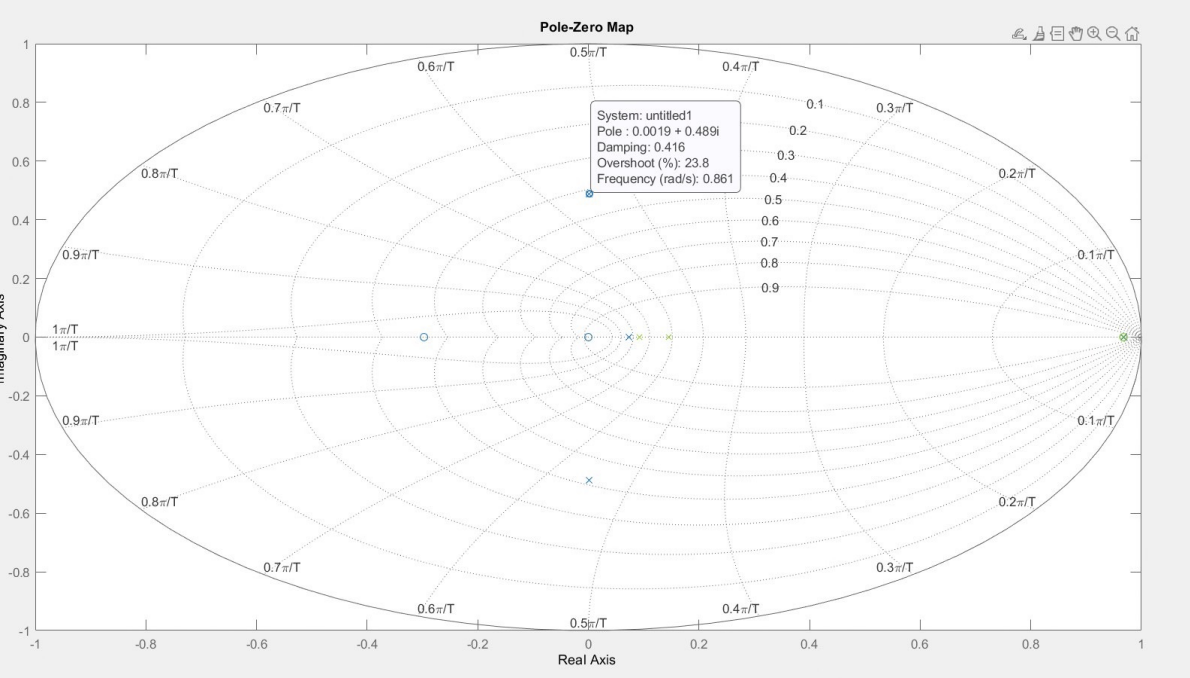 Pole-Zero Map
1
0.5π/T
0.6π/T
0.4π/T
0.7π/T
0.1
0.3π/T
0.8
System: untitled1
Pole : 0.0019 + 0.489i
Damping: 0.416
Overshoot (%): 23.8
Frequency (rad/s): 0.861
0.2
0.3
0.6
0.8π/T
0.4
0.2π/T
0.5
0.4
0.6
0.7
0.9π/T
0.8
0.1π/T
0.2
0.9
1π/T
0
1π/T
Imaginary Axis
-0.2
0.9π/T
0.1π/T
-0.4
0.8π/T
0.2π/T
-0.6
0.7π/T
0.3π/T
-0.8
0.6π/T
0.4π/T
0.5π/T
-1
-1
-0.8
-0.6
-0.4
-0.2
0
0.2
0.4
0.6
0.8
1
Real Axis